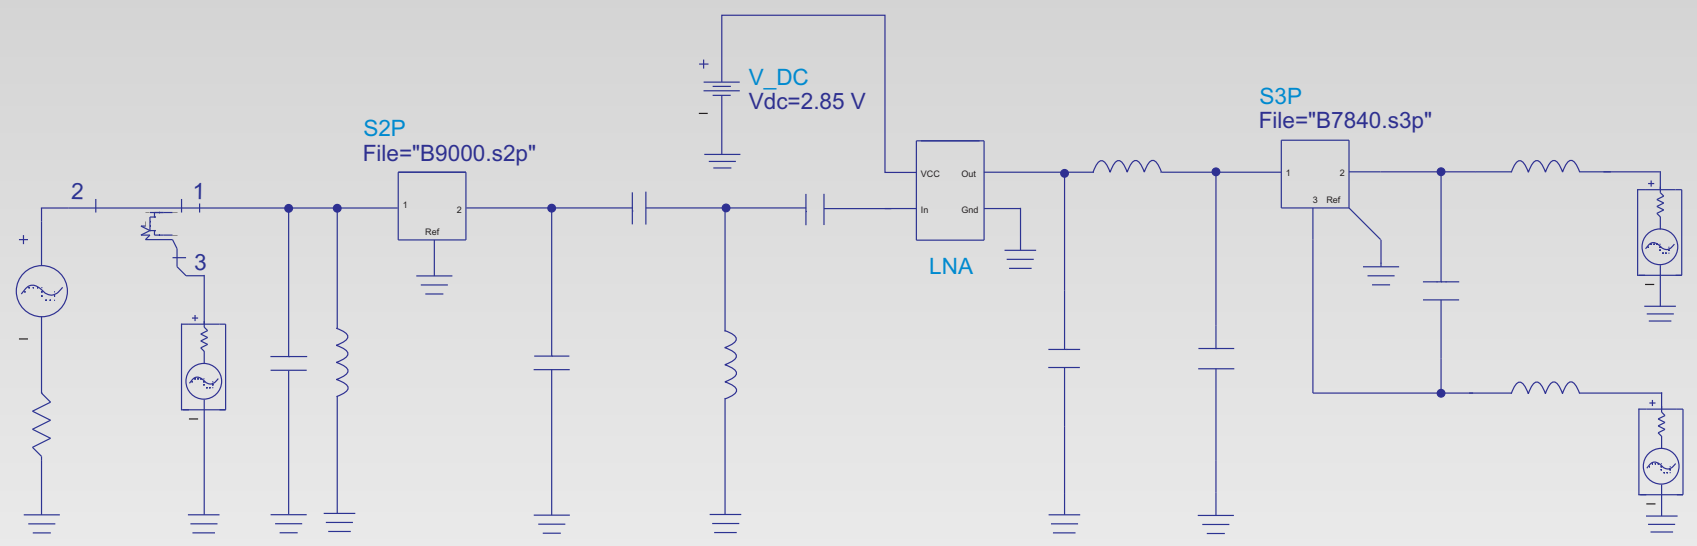 V_DC
Vdc=2.85 V
+
-
S2P
File="B9000.s2p"
S3P
File="B7840.s3p"
2
1
3
+
-
+
-
1
2
Ref
VCC
Out
In
Gnd
LNA
1
2
3 Ref
+
-
+
-